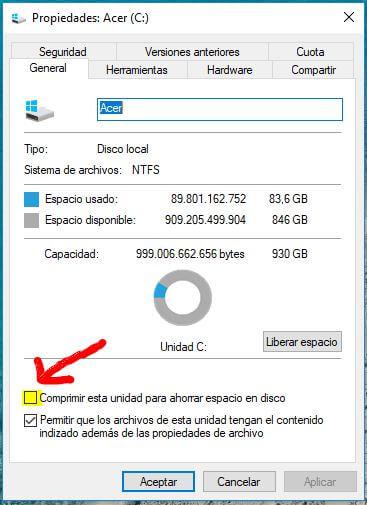 Propiedades: Acer (C:)
Seguridad Versiones anteriores Cuota
General Herramientas Hardware Compartir
Acer
Tipo: Disco local
Sistema de archivos: NTFS
Espacio usado: 89.801.162.752 83,6 GB
Espacio disponible: 909.205.499.904 846 GB
Capacidad: 999.006.662.656 bytes 930 GB
Unidad C: Liberar espacio
Comprimir esta unidad para ahorrar espacio en disco
Permitir que los archivos de esta unidad tengan el contenido
indizado además de las propiedades de archivo
Aceptar Cancelar Aplicar